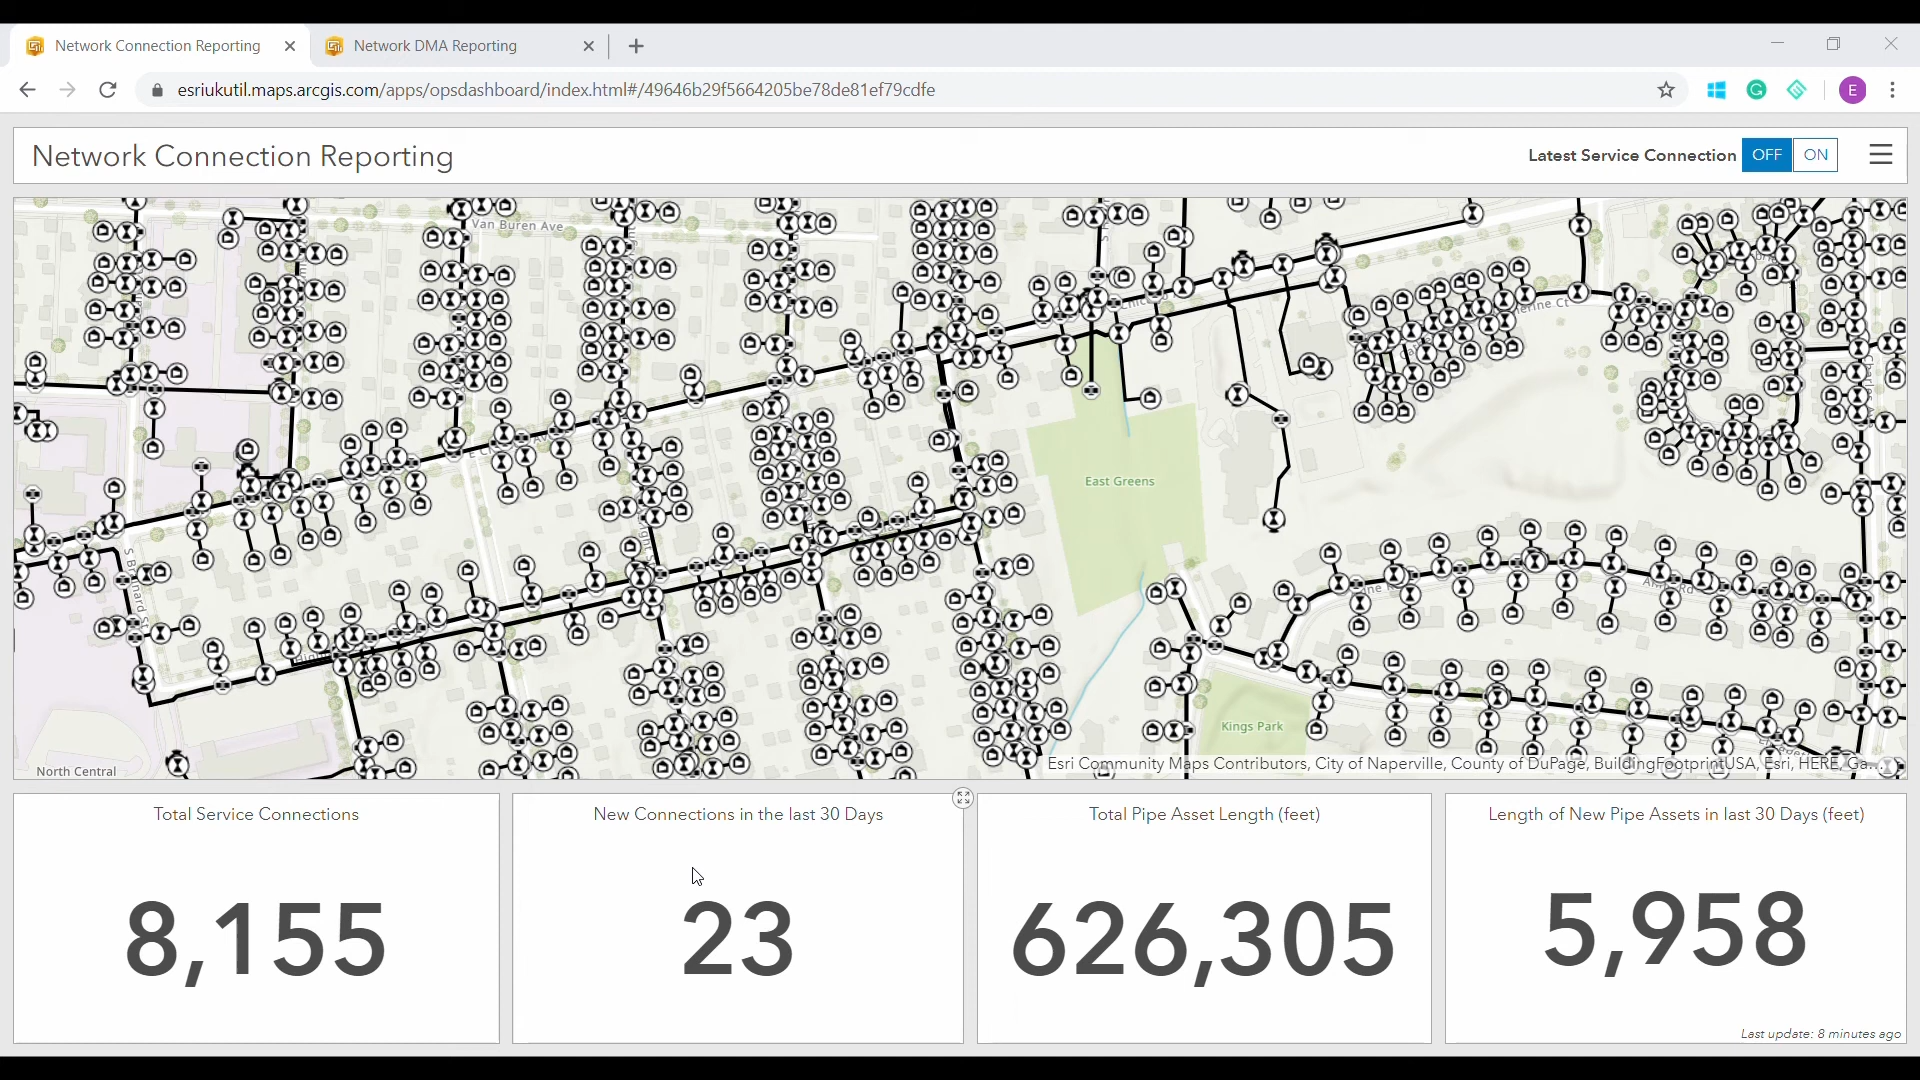 Network Connection Reporting
Network DMA Reporting
esriukutil.maps.arcgis.com/apps/opsdashboard/index.html#/49646b29f5664205be78de81ef79cdfe
E
Network Connection Reporting
Latest Service Connection OFF ON
Van Buren Ave
East Greens
Kings Park
North Central
Esri Community Maps Contributors, City of Naperville, County of DuPage, BuildingFootprintUSA, Esri, HERE, Ga...
Total Service Connections
8,155
New Connections in the last 30 Days
23
Total Pipe Asset Length (feet)
626,305
Length of New Pipe Assets in last 30 Days (feet)
5,958
Last update: 8 minutes ago